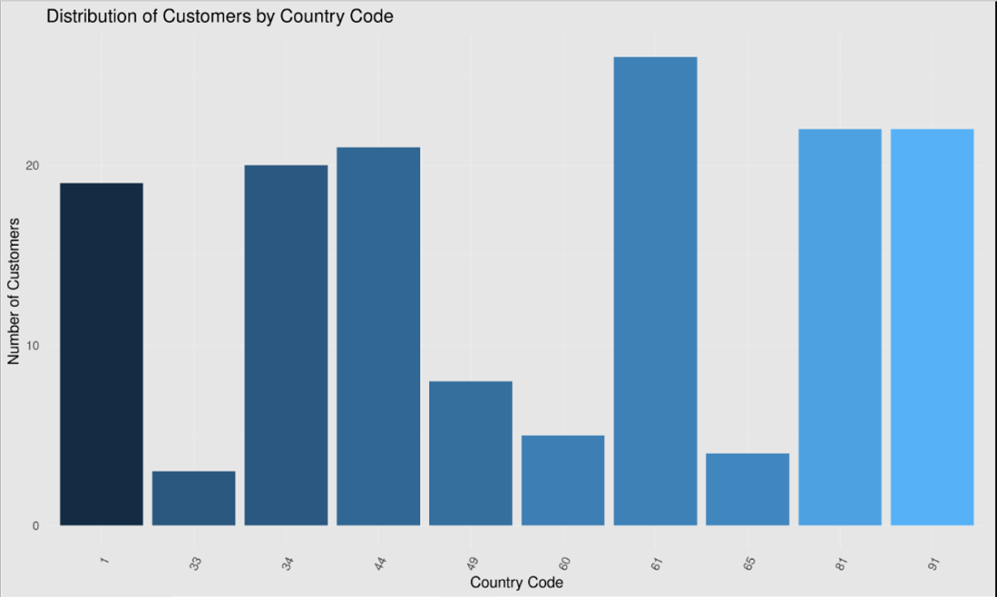 Distribution of Customers by Country Code
Number of Customers
20
10
0
1 33 34 44 49 60 61 65 81 91
Country Code